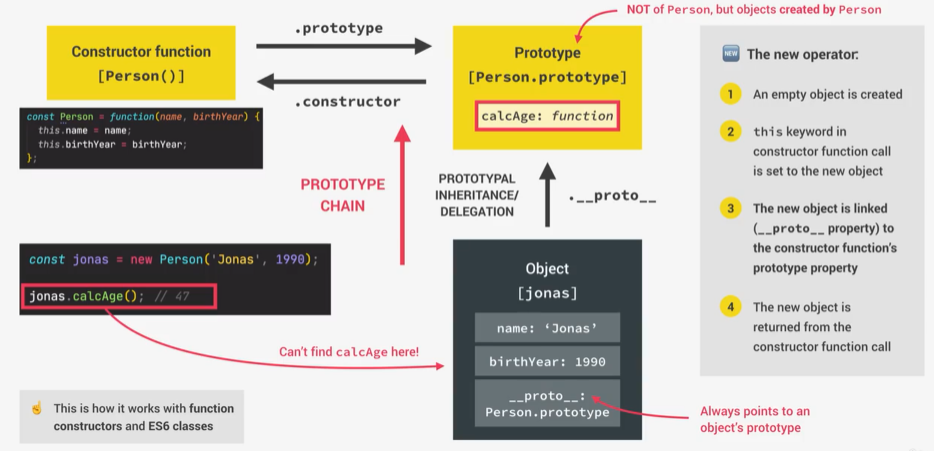 NOT of Person, but objects created by Person
Constructor function
[Person()]
.prototype
.constructor
Prototype
[Person.prototype]
calcAge: function
const Person = function(name, birthYear) {
this.name = name;
this.birthYear = birthYear;
};
PROTOTYPE
CHAIN
PROTOTYPAL
INHERITANCE/
DELEGATION
.__proto__
const jonas = new Person('Jonas', 1990);
jonas.calcAge(); // 47
Can't find calcAge here!
Object
[jonas]
name: ‘Jonas’
birthYear: 1990
__proto__:
Person.prototype
Always points to an
object's prototype
This is how it works with function
constructors and ES6 classes
NEW
The new operator:
1
An empty object is created
2
this keyword in
constructor function call
is set to the new object
3
The new object is linked
(__proto__ property) to
the constructor function's
prototype property
4
The new object is
returned from the
constructor function call